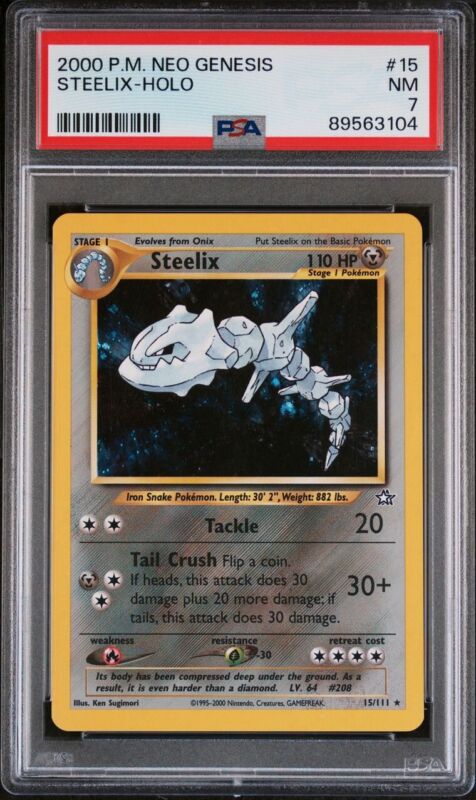 2000 P.M. NEO GENESIS #15
STEELIX-HOLO NM
7
PSA 89563104
STAGE 1 Evolves from Onix Put Steelix on the Basic Pokémon
Steelix 110 HP
Stage 1 Pokémon
Iron Snake Pokémon. Length: 30' 2", Weight: 882 lbs.
Tackle 20
Tail Crush Flip a coin.
If heads, this attack does 30
damage plus 20 more damage; if
tails, this attack does 30 damage.
30+
weakness resistance retreat cost
-30
Its body has been compressed deep under the ground. As a
result, it is even harder than a diamond. LV. 64 #208
Illus. Ken Sugimori ©1995-2000 Nintendo, Creatures, GAMEFREAK. 15/111 ★
PSA